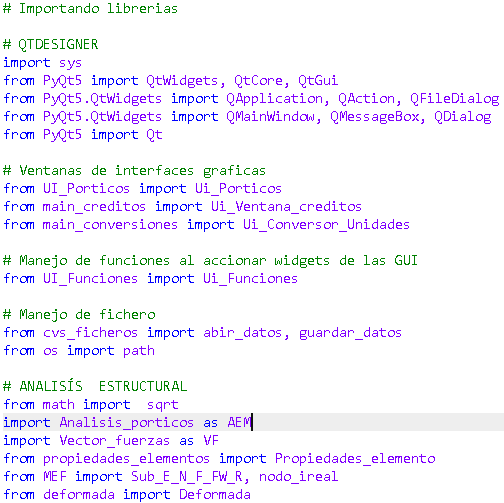 # Importando librerias
# QTDESIGNER
import sys
from PyQt5 import QtWidgets, QtCore, QtGui
from PyQt5.QtWidgets import QApplication, QAction, QFileDialog
from PyQt5.QtWidgets import QMainWindow, QMessageBox, QDialog
from PyQt5 import Qt
# Ventanas de interfaces graficas
from UI_Porticos import Ui_Porticos
from main_creditos import Ui_Ventana_creditos
from main_conversiones import Ui_Conversor_Unidades
# Manejo de funciones al accionar widgets de las GUI
from UI_Funciones import Ui_Funciones
# Manejo de fichero
from cvs_ficheros import abir_datos, guardar_datos
from os import path
# ANALISÍS  ESTRUCTURAL
from math import  sqrt
import Analisis_porticos as AEM
import Vector_fuerzas as VF
from propiedades_elementos import Propiedades_elemento
from MEF import Sub_E_N_F_FW_R, nodo_ireal
from deformada import Deformada